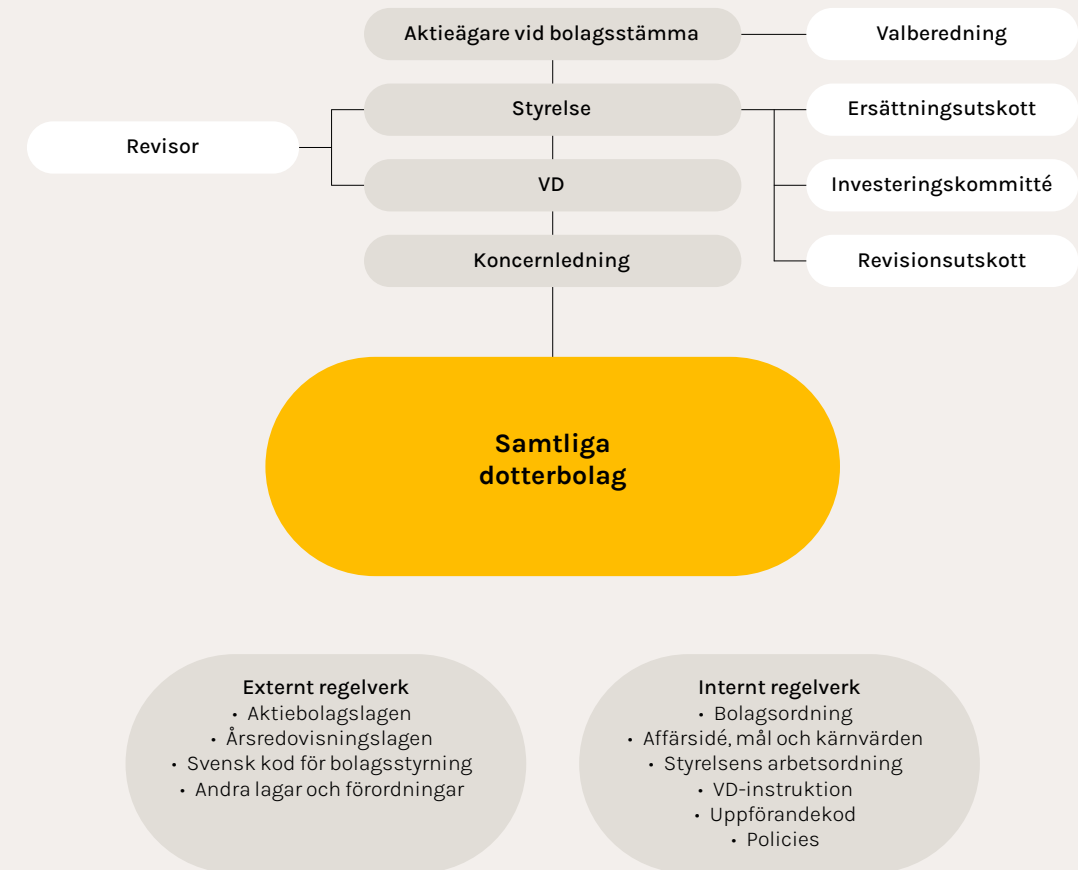 Aktieägare vid bolagsstämma
Valberedning
Styrelse
Ersättningsutskott
Revisor
VD
Investeringskommitté
Koncernledning
Revisionsutskott
Samtliga
dotterbolag
Externt regelverk
• Aktiebolagslagen
• Årsredovisningslagen
• Svensk kod för bolagsstyrning
• Andra lagar och förordningar
Internt regelverk
• Bolagsordning
• Affärsidé, mål och kärnvärden
• Styrelsens arbetsordning
• VD-instruktion
• Uppförandekod
• Policies